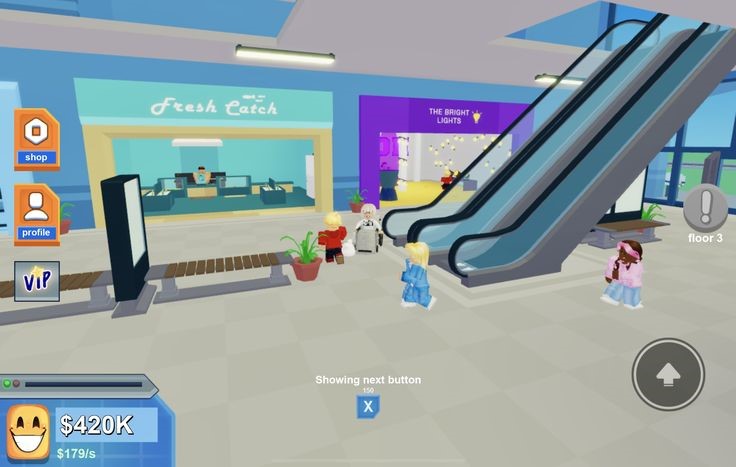 Fresh Catch
THE BRIGHT
LIGHTS
shop
profile
VIP
floor 3
Showing next button
150
X
$420K
$179/s